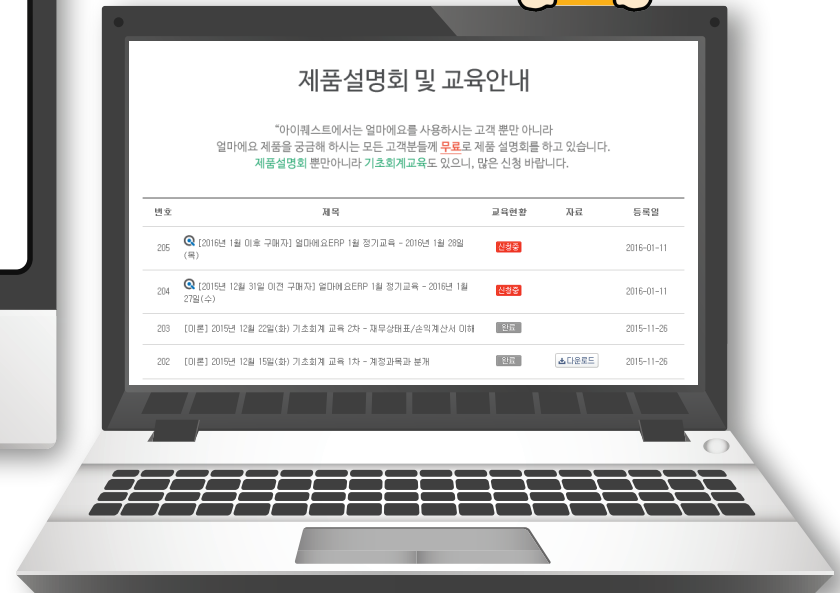 제품설명회 및 교육안내
“아이퀘스트에서는 얼마에요를 사용하시는 고객 뿐만 아니라
얼마에요 제품을 궁금해 하시는 모든 고객분들께 무료로 제품 설명회를 하고 있습니다.
제품설명회 뿐만아니라 기초회계교육도 있으니, 많은 신청 바랍니다.
번호 제목 교육현황 자료 등록일
205 [2016년 1월 이후 구매자] 얼마에요ERP 1월 정기교육 - 2016년 1월 28일 신청중 2016-01-11
(목)
204 [2015년 12월 31일 이전 구매자] 얼마에요ERP 1월 정기교육 - 2016년 1월 신청중 2016-01-11
27일(수)
203 [이론] 2015년 12월 22일(화) 기초회계 교육 2차 - 재무상태표/손익계산서 이해 완료 2015-11-26
202 [이론] 2015년 12월 15일(화) 기초회계 교육 1차 - 계정과목과 분개 완료 다운로드 2015-11-26